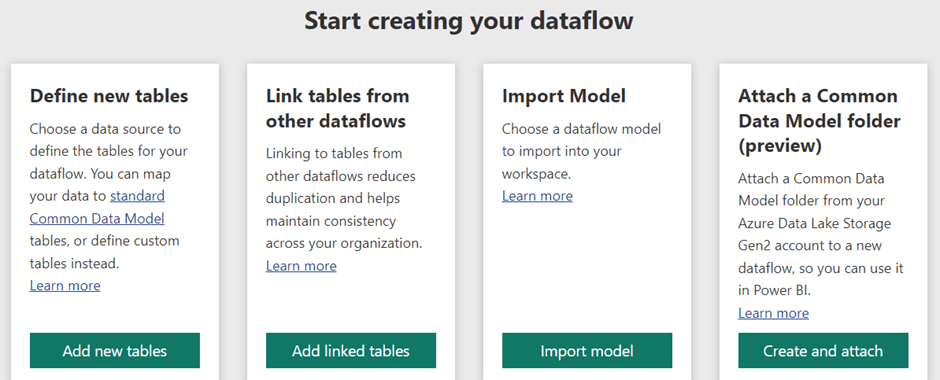 Start creating your dataflow
Define new tables
Choose a data source to
define the tables for your
dataflow. You can map
your data to standard
Common Data Model
tables, or define custom
tables instead.
Learn more
Add new tables
Link tables from
other dataflows
Linking to tables from
other dataflows reduces
duplication and helps
maintain consistency
across your organization.
Learn more
Add linked tables
Import Model
Choose a dataflow model
to import into your
workspace.
Learn more
Import model
Attach a Common
Data Model folder
(preview)
Attach a Common Data
Model folder from your
Azure Data Lake Storage
Gen2 account to a new
dataflow, so you can use it
in Power BI.
Learn more
Create and attach